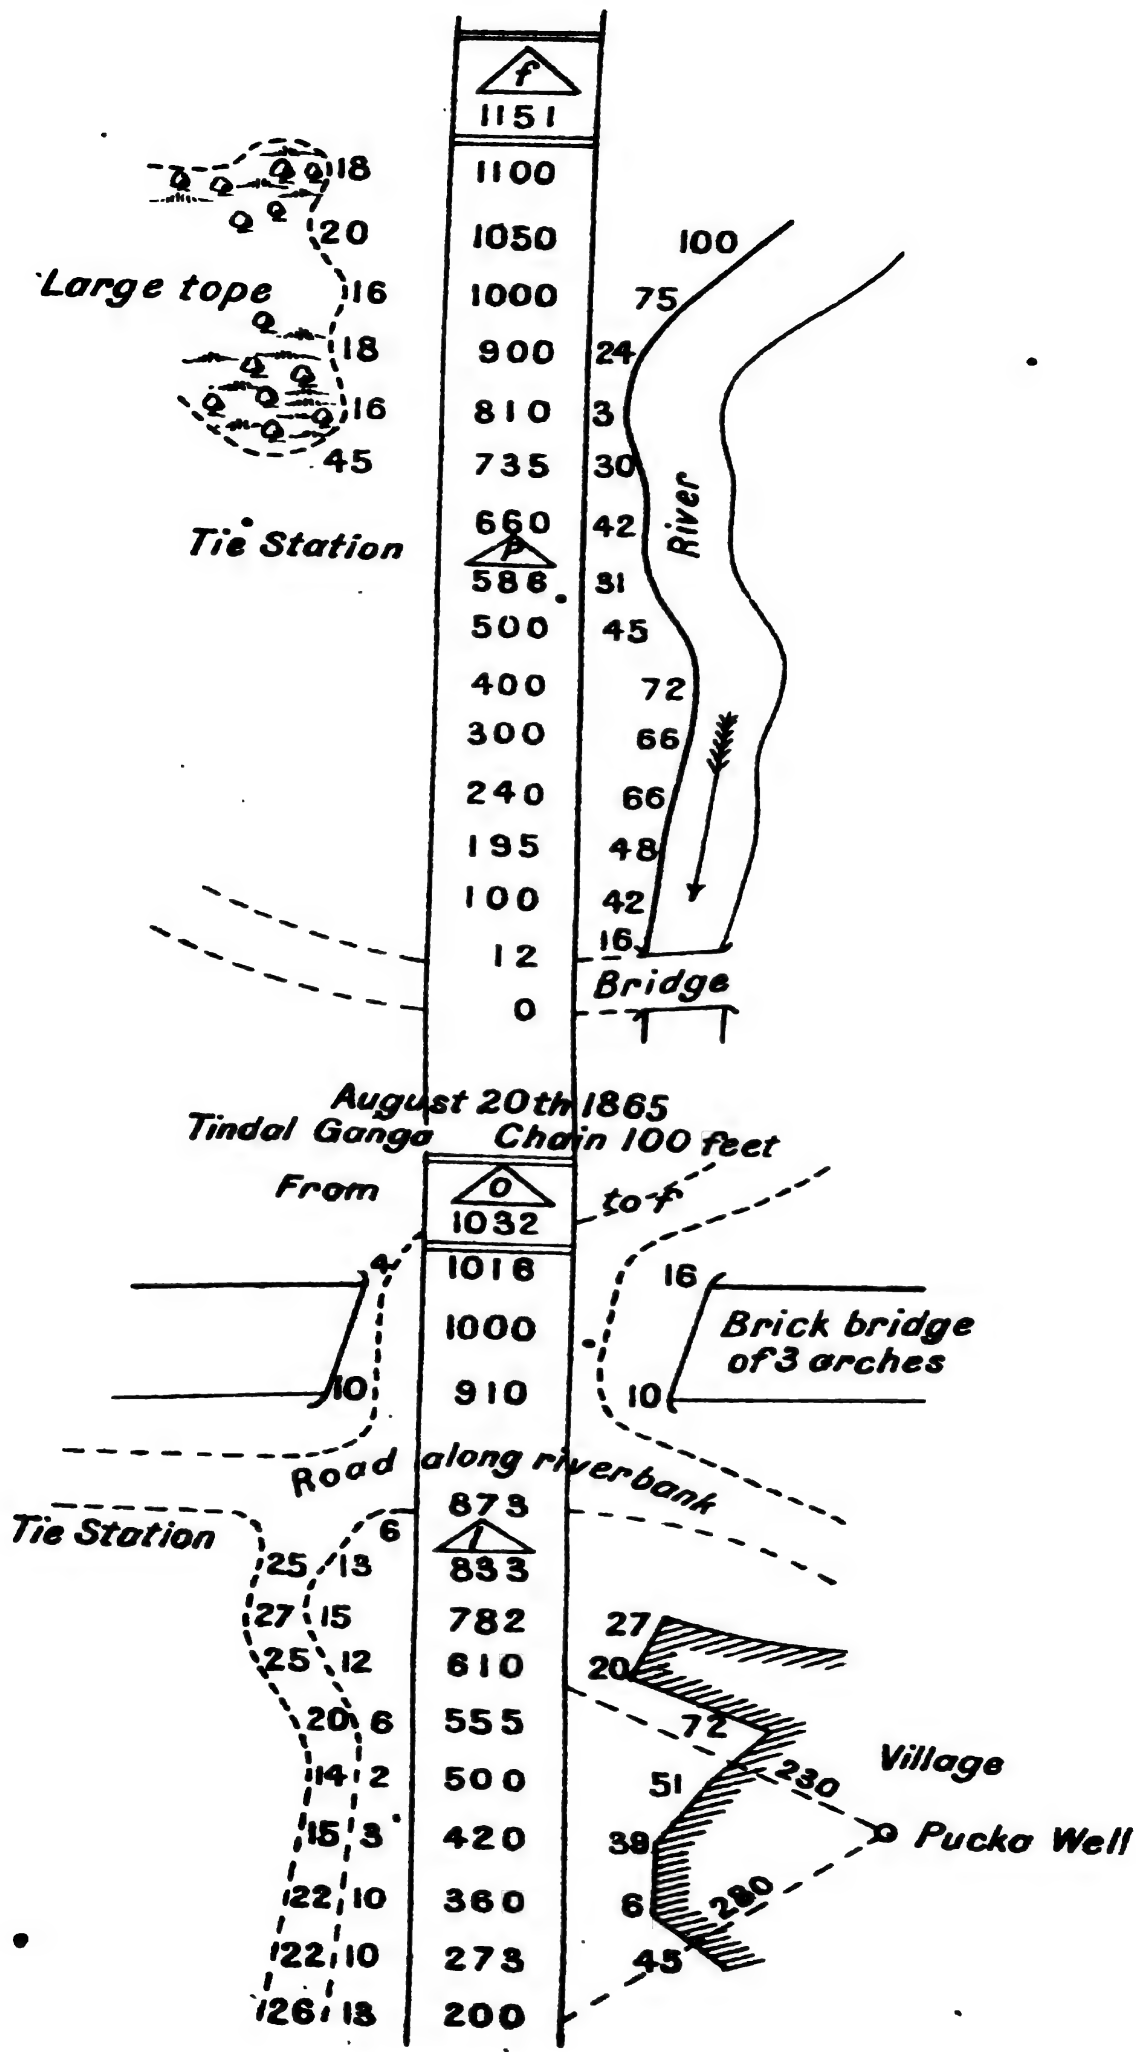 f
1151
18 1100
20 1050 100
Large tope 16 1000 75
18 900 24
16 810 3
45 735 30
660 42
Tie Station P
586 31
River
500 45
400 72
300 66
240 66
195 48
100 42
12 16
Bridge
0
August 20th 1865
Tindal Ganga Chain 100 feet
From O to f
1032
4 1016 16
1000 Brick bridge
of 3 arches
10 910 10
Road along riverbank
873
Tie Station 6 l
25 13 833
27 15 782 27
25 12 610 20
20 6 555 72
Village
14 2 500 51 230
15 3 420 39 Pucka Well
22 10 360 6 280
22 10 273 45
126 13 200